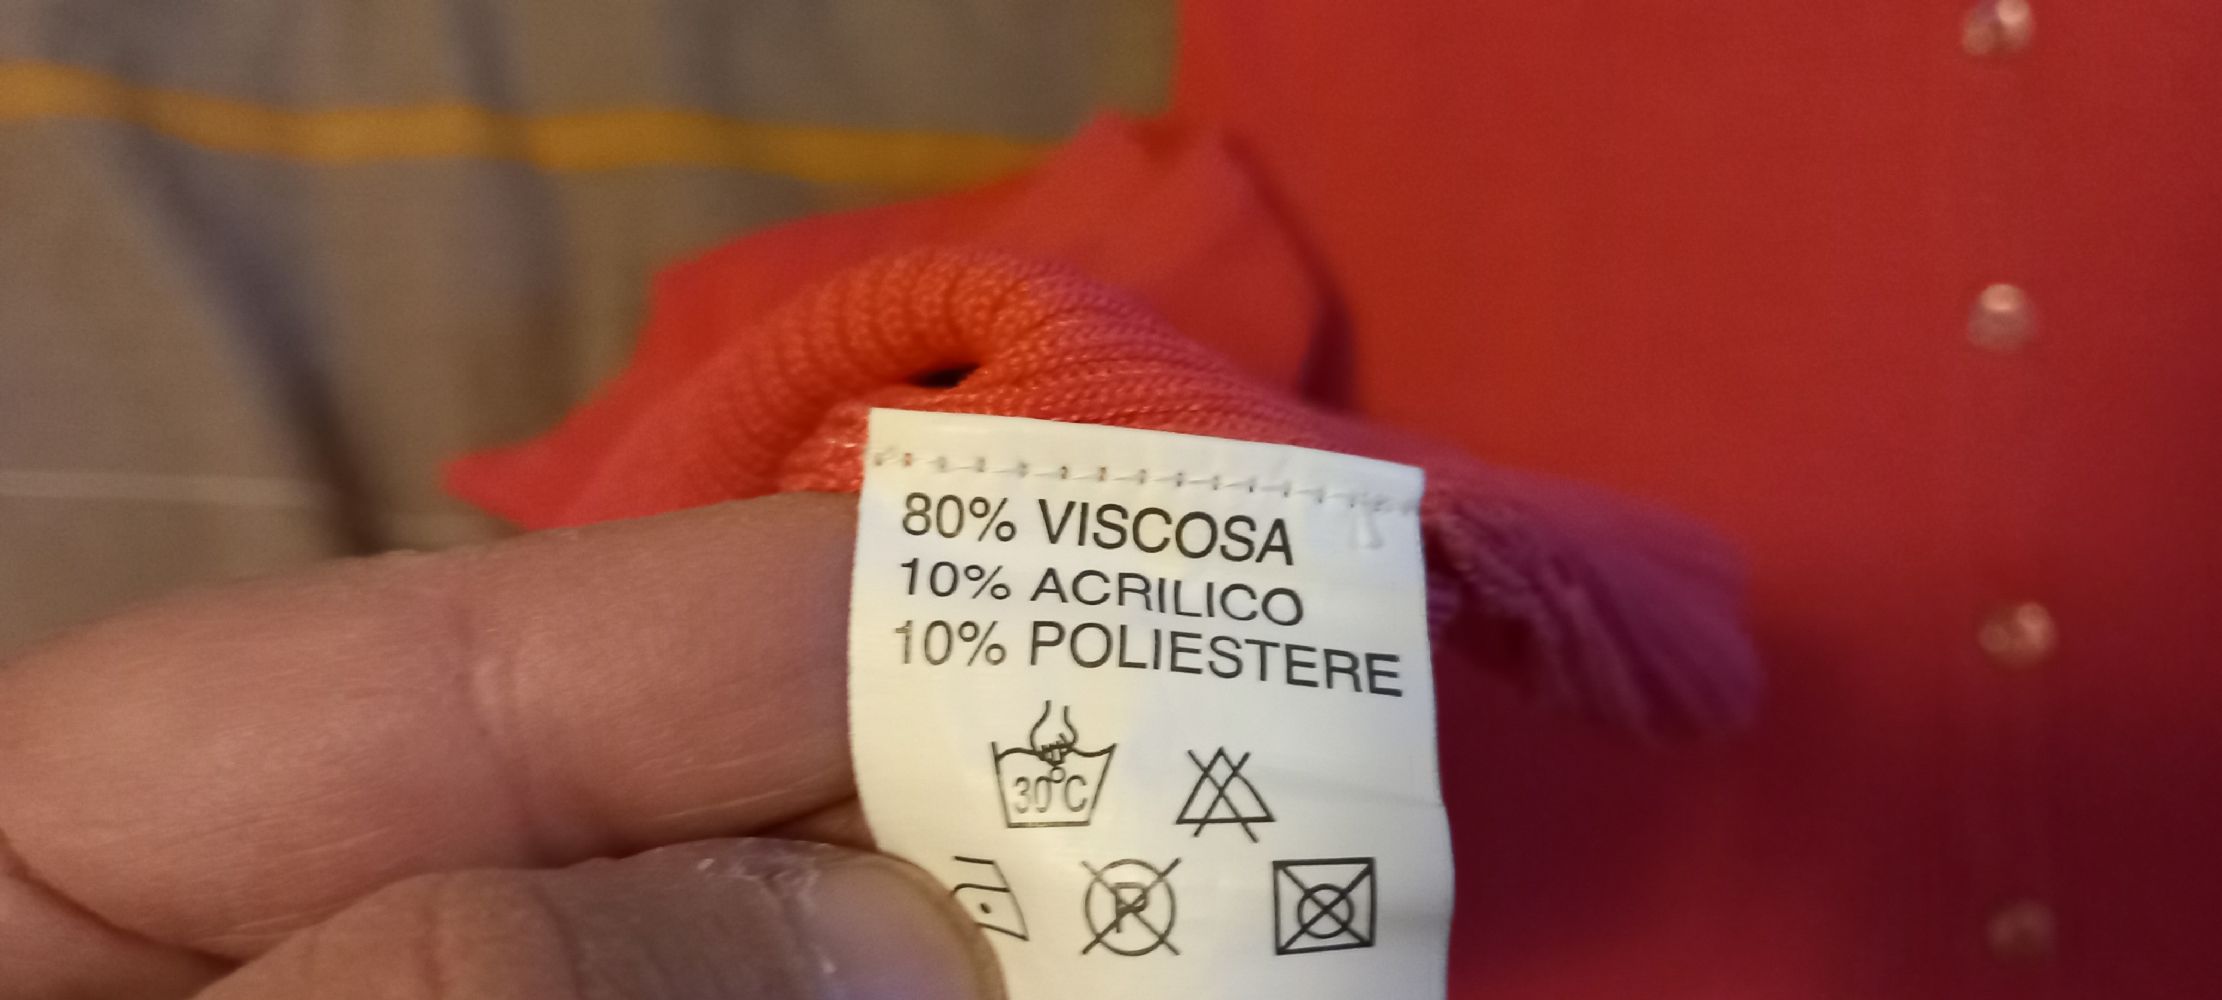 80% VISCOSA
10% ACRILICO
10% POLIESTERE
30°C
P